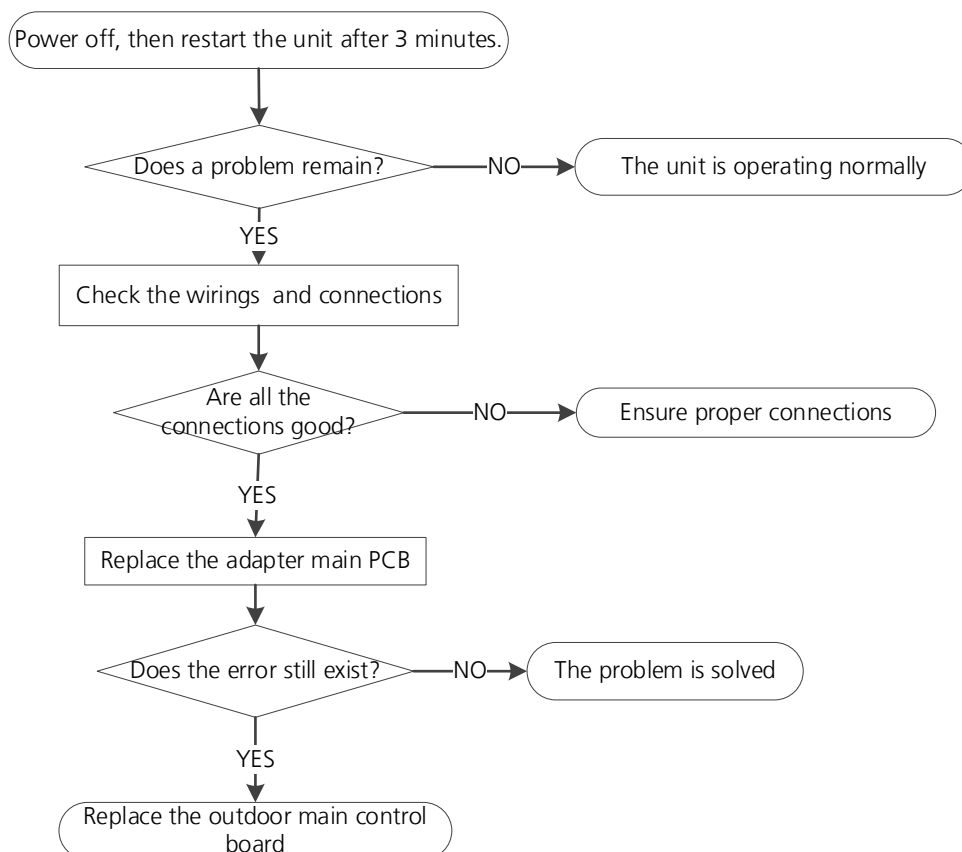 Power off, then restart the unit after 3 minutes.
Does a problem remain?
NO
The unit is operating normally
YES
Check the wirings and connections
Are all the
connections good?
NO
Ensure proper connections
YES
Replace the adapter main PCB
Does the error still exist?
NO
The problem is solved
YES
Replace the outdoor main control
board